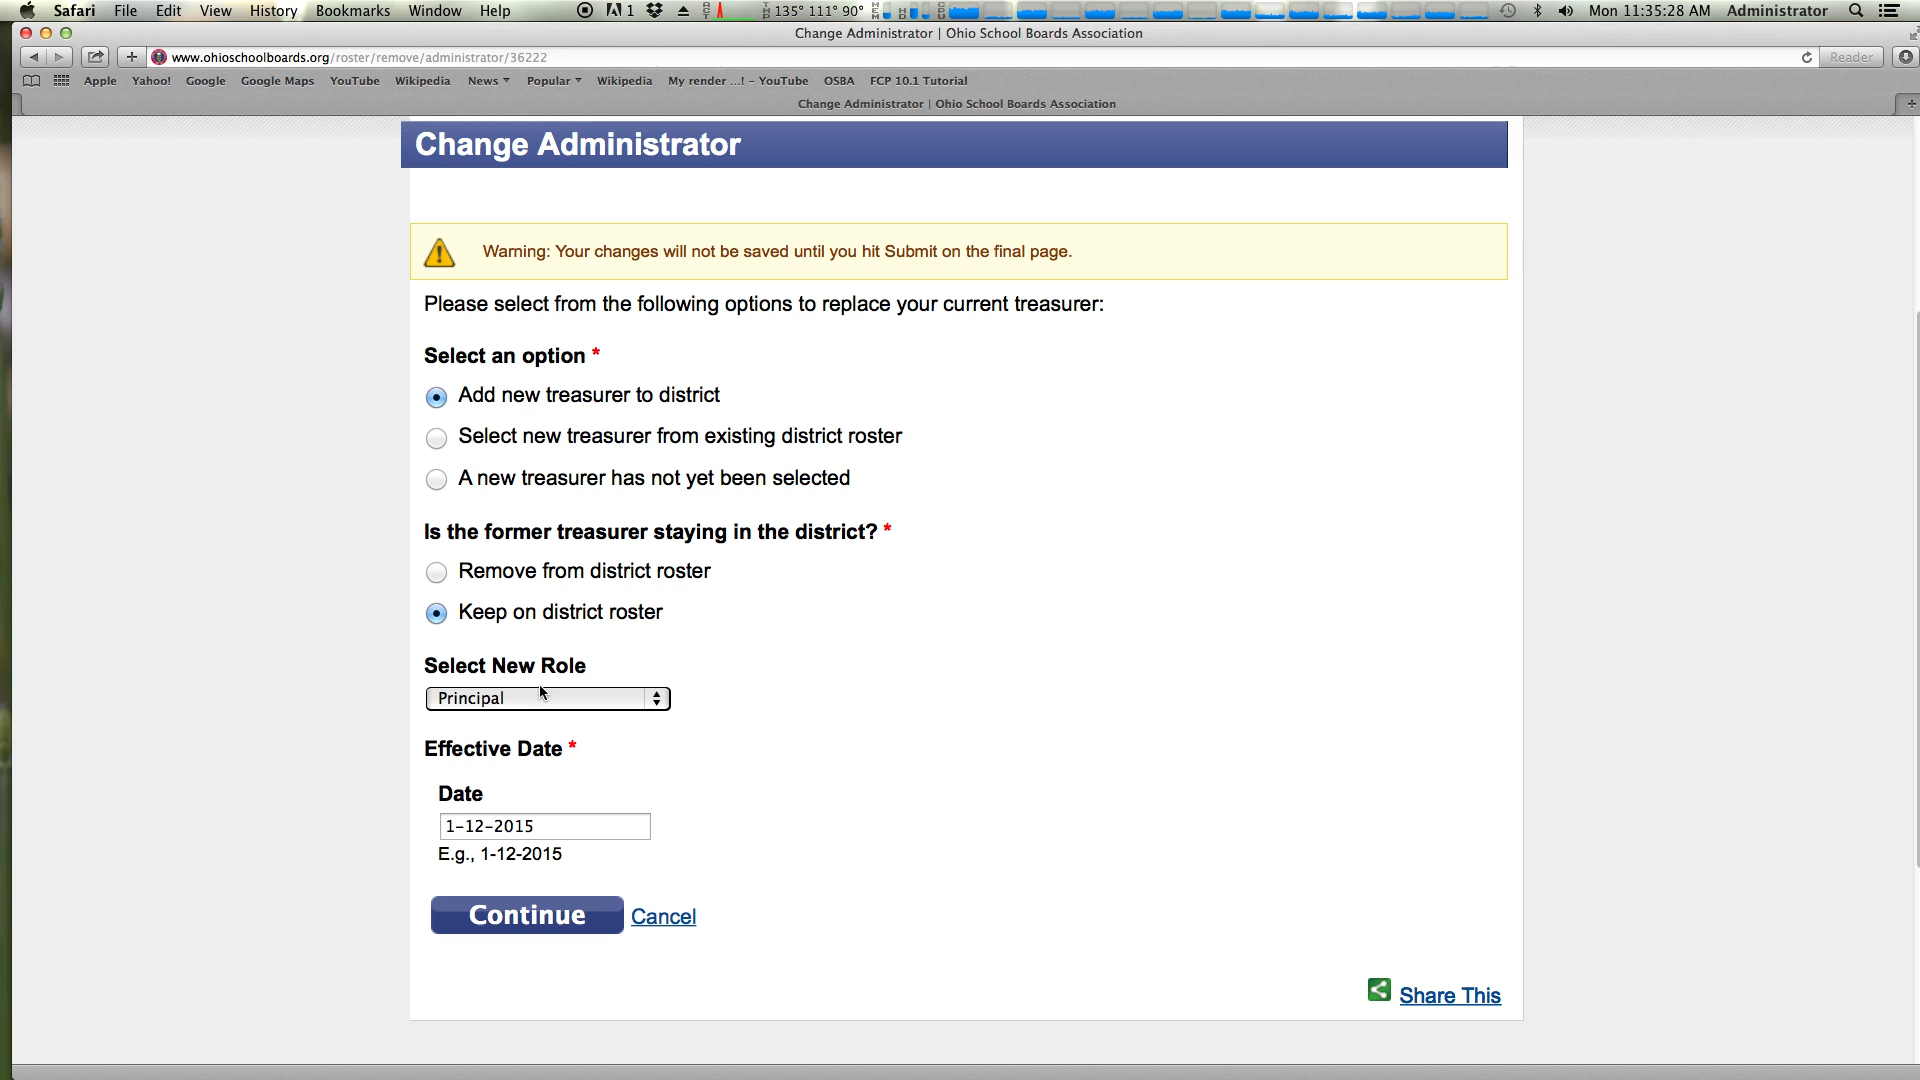 Safari File Edit View History Bookmarks Window Help 1 135° 111° 90° Mon 11:35:28 AM Administrator
Change Administrator | Ohio School Boards Association
www.ohioschoolboards.org/roster/remove/administrator/36222 Reader
Apple Yahoo! Google Google Maps YouTube Wikipedia News Popular Wikipedia My render ...! - YouTube OSBA FCP 10.1 Tutorial
Change Administrator | Ohio School Boards Association
Change Administrator
Warning: Your changes will not be saved until you hit Submit on the final page.
Please select from the following options to replace your current treasurer:
Select an option *
Add new treasurer to district
Select new treasurer from existing district roster
A new treasurer has not yet been selected
Is the former treasurer staying in the district? *
Remove from district roster
Keep on district roster
Select New Role
Principal
Effective Date *
Date
1-12-2015
E.g., 1-12-2015
Continue Cancel
Share This